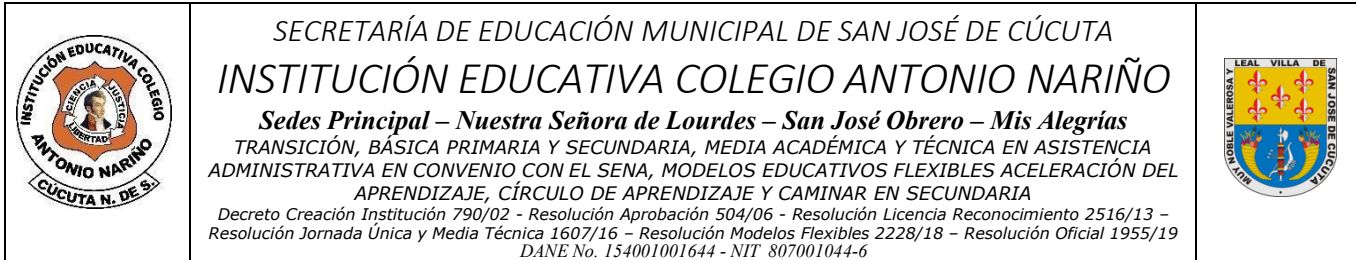 INSTITUCIÓN EDUCATIVA COLEGIO
ANTONIO NARIÑO
CIENCIA JUSTICIA
LIBERTAD
CÚCUTA N. DE S.
SECRETARÍA DE EDUCACIÓN MUNICIPAL DE SAN JOSÉ DE CÚCUTA
INSTITUCIÓN EDUCATIVA COLEGIO ANTONIO NARIÑO
Sedes Principal – Nuestra Señora de Lourdes – San José Obrero – Mis Alegrías
TRANSICIÓN, BÁSICA PRIMARIA Y SECUNDARIA, MEDIA ACADÉMICA Y TÉCNICA EN ASISTENCIA
ADMINISTRATIVA EN CONVENIO CON EL SENA, MODELOS EDUCATIVOS FLEXIBLES ACELERACIÓN DEL
APRENDIZAJE, CÍRCULO DE APRENDIZAJE Y CAMINAR EN SECUNDARIA
Decreto Creación Institución 790/02 - Resolución Aprobación 504/06 - Resolución Licencia Reconocimiento 2516/13 –
Resolución Jornada Única y Media Técnica 1607/16 – Resolución Modelos Flexibles 2228/18 – Resolución Oficial 1955/19
DANE No. 154001001644 - NIT 807001044-6
MUY NOBLE VALEROSA Y LEAL VILLA DE SAN JOSE DE CUCUTA